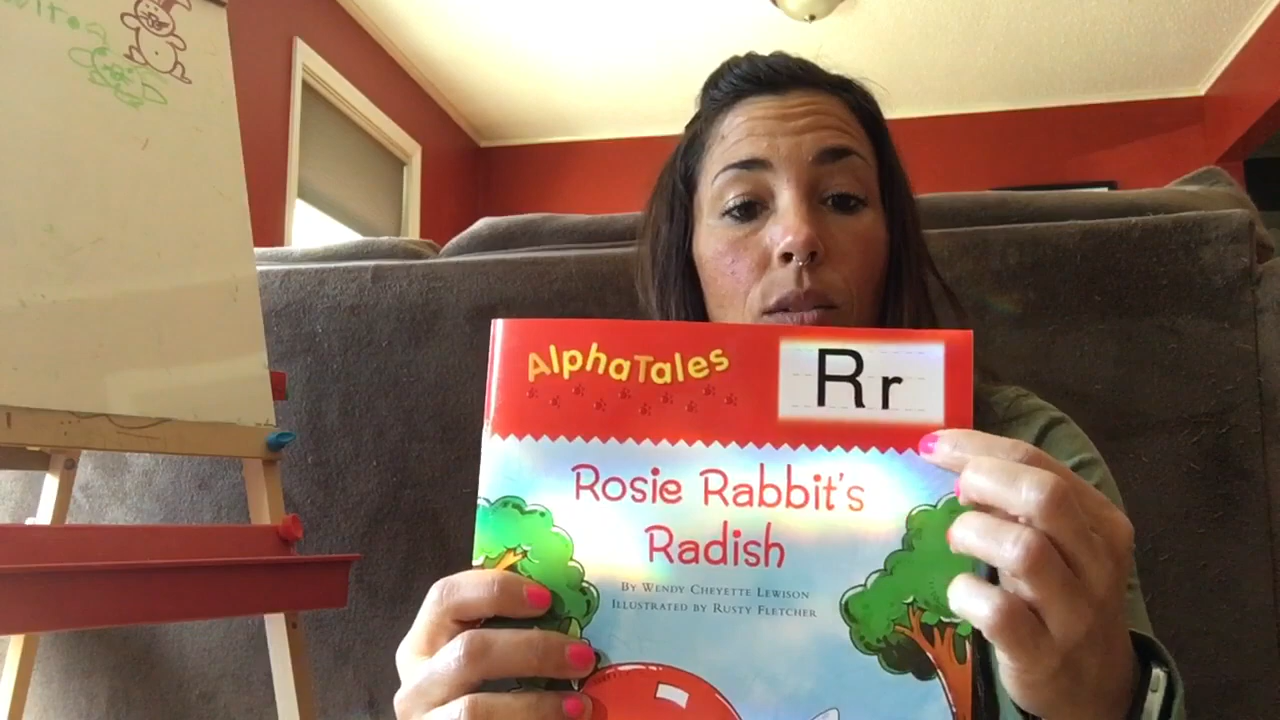 AlphaTales
Rr
Rosie Rabbit's
Radish
By Wendy Cheyette Lewison
Illustrated by Rusty Fletcher